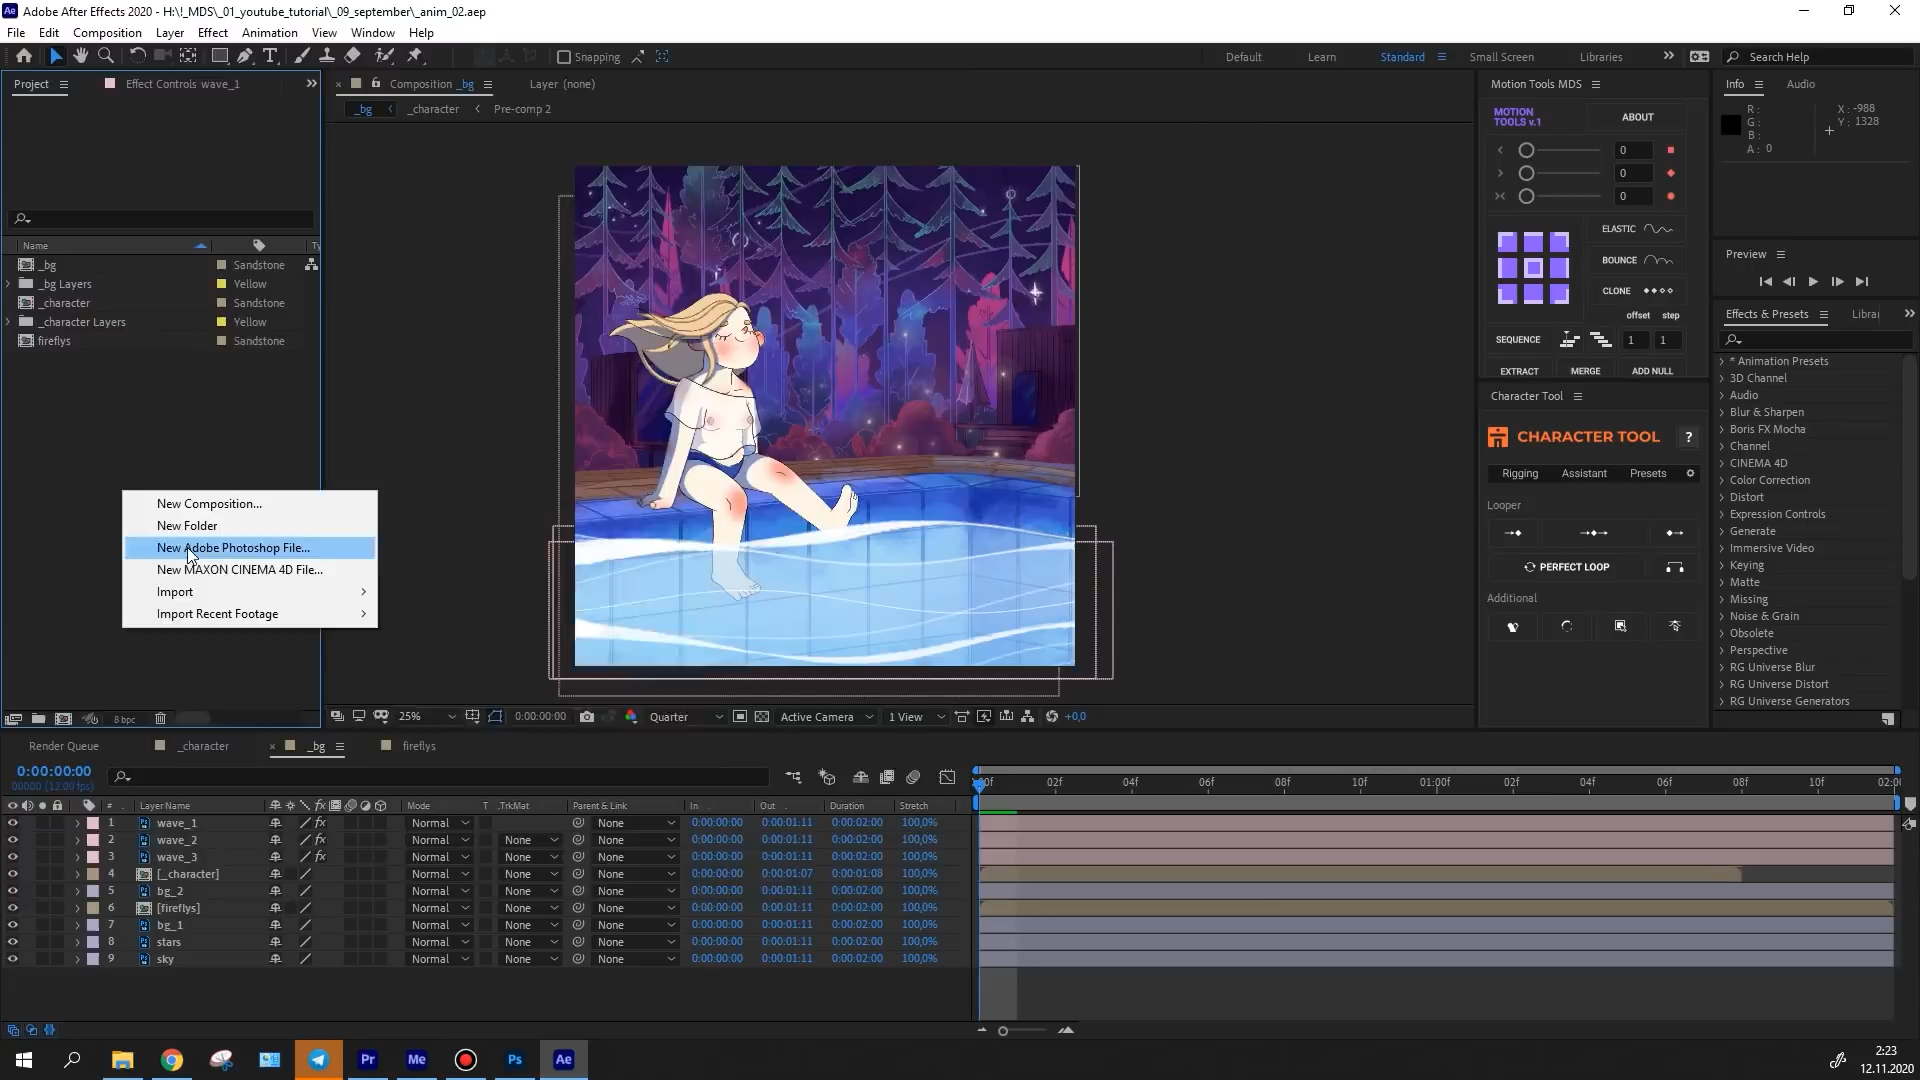 Adobe After Effects 2020 - H:\!_MDS\_01_youtube_tutorial\_09_september\_anim_02.aep
File Edit Composition Layer Effect Animation View Window Help
Snapping Default Learn Standard Small Screen Libraries Search Help
Project Effect Controls wave_1
Composition _bg Layer (none)
_bg _character Pre-comp 2
Name Ty
_bg Sandstone
_bg Layers Yellow
_character Sandstone
_character Layers Yellow
fireflys Sandstone
New Composition...
New Folder
New Adobe Photoshop File...
New MAXON CINEMA 4D File...
Import
Import Recent Footage
8 bpc
25% 0:00:00:00 Quarter Active Camera 1 View +0,0
Motion Tools MDS
MOTION TOOLS v.1 ABOUT
0
0
0
ELASTIC
BOUNCE
CLONE
offset step
SEQUENCE 1 1
EXTRACT MERGE ADD NULL
Character Tool
CHARACTER TOOL ?
Rigging Assistant Presets
Looper
PERFECT LOOP
Additional
Info Audio
R : X : -988
G : Y : 1328
B :
A : 0
Preview
Effects & Presets Librar
* Animation Presets
3D Channel
Audio
Blur & Sharpen
Boris FX Mocha
Channel
CINEMA 4D
Color Correction
Distort
Expression Controls
Generate
Immersive Video
Keying
Matte
Missing
Noise & Grain
Obsolete
Perspective
RG Universe Blur
RG Universe Distort
RG Universe Generators
Render Queue _character _bg fireflys
0:00:00:00
00000 (12.00 fps)
:00f 02f 04f 06f 08f 10f 01:00f 02f 04f 06f 08f 10f 02:0
# Layer Name Mode T .TrkMat Parent & Link In Out Duration Stretch
1 wave_1 Normal None 0:00:00:00 0:00:01:11 0:00:02:00 100,0%
2 wave_2 Normal None None 0:00:00:00 0:00:01:11 0:00:02:00 100,0%
3 wave_3 Normal None None 0:00:00:00 0:00:01:11 0:00:02:00 100,0%
4 [_character] Normal None None 0:00:00:00 0:00:01:07 0:00:01:08 100,0%
5 bg_2 Normal None None 0:00:00:00 0:00:01:11 0:00:02:00 100,0%
6 [fireflys] Normal None None 0:00:00:00 0:00:01:11 0:00:02:00 100,0%
7 bg_1 Normal None None 0:00:00:00 0:00:01:11 0:00:02:00 100,0%
8 stars Normal None None 0:00:00:00 0:00:01:11 0:00:02:00 100,0%
9 sky Normal None None 0:00:00:00 0:00:01:11 0:00:02:00 100,0%
Pr Me Ps Ae
2:23
12.11.2020